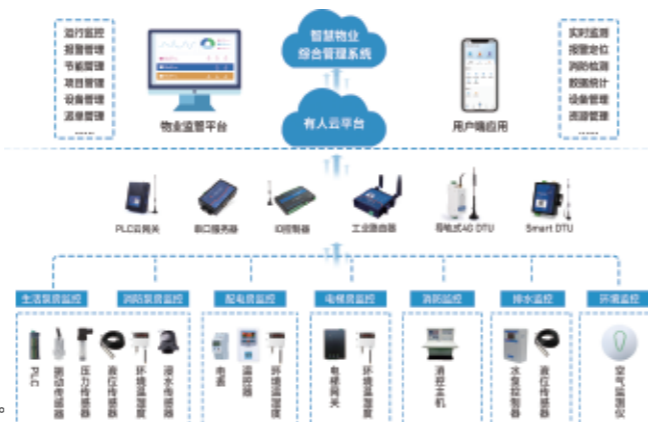 运行监控
报警管理
节能管理
项目管理
设备管理
派单管理
......
物业监管平台
智慧物业
综合管理系统
有人云平台
用户端应用
实时监测
报警定位
消防检测
数据统计
设备管理
资源管理
......
PLC云网关
串口服务器
IO控制器
工业路由器
导轨式4G DTU
Smart DTU
生活泵房监控
消防泵房监控
配电房监控
电梯房监控
消防监控
排水监控
环境监控
PLC
振动传感器
压力传感器
液位传感器
环境温湿度
浸水传感器
电表
温控器
环境温湿度
电梯网关
环境温湿度
消控主机
水泵控制器
液位传感器
空气监测仪
。